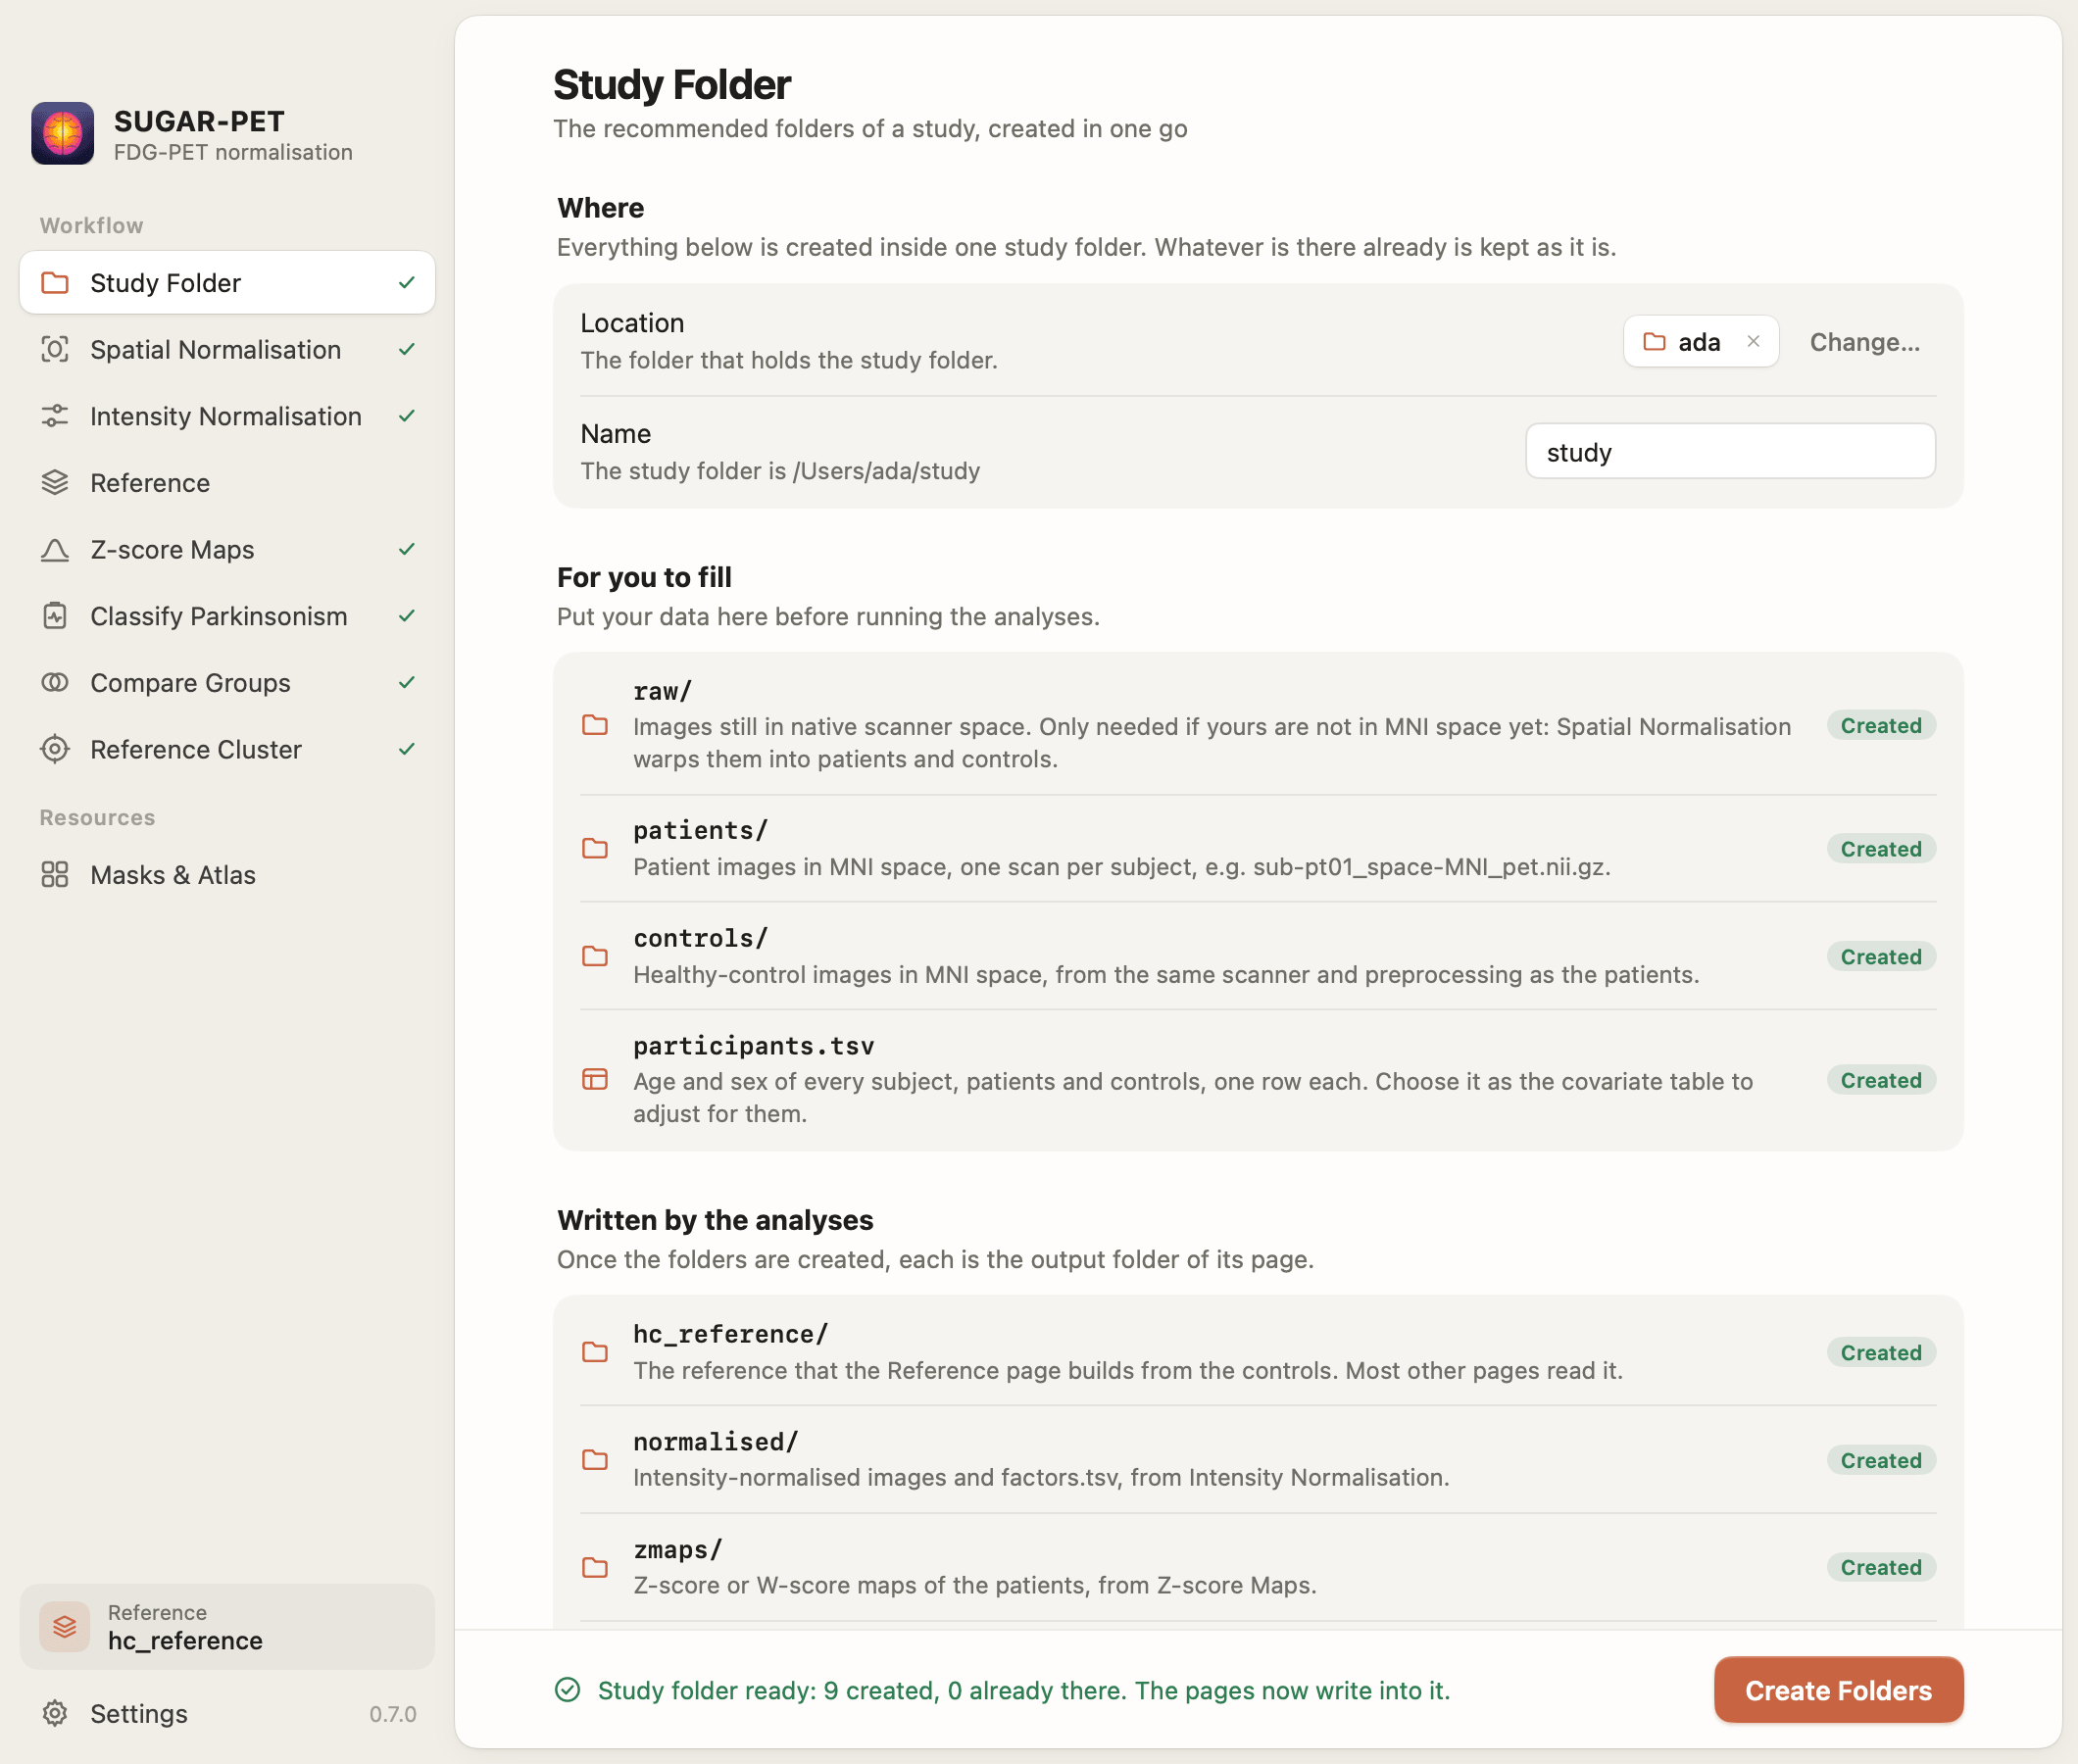 SUGAR-PET
FDG-PET normalisation
Workflow
Study Folder
Spatial Normalisation
Intensity Normalisation
Reference
Z-score Maps
Classify Parkinsonism
Compare Groups
Reference Cluster
Resources
Masks & Atlas
Reference
hc_reference
Settings
0.7.0
Study Folder
The recommended folders of a study, created in one go
Where
Everything below is created inside one study folder. Whatever is there already is kept as it is.
Location
The folder that holds the study folder.
ada
Change...
Name
The study folder is /Users/ada/study
study
For you to fill
Put your data here before running the analyses.
raw/
Images still in native scanner space. Only needed if yours are not in MNI space yet: Spatial Normalisation
warps them into patients and controls.
Created
patients/
Patient images in MNI space, one scan per subject, e.g. sub-pt01_space-MNI_pet.nii.gz.
Created
controls/
Healthy-control images in MNI space, from the same scanner and preprocessing as the patients.
Created
participants.tsv
Age and sex of every subject, patients and controls, one row each. Choose it as the covariate table to
adjust for them.
Created
Written by the analyses
Once the folders are created, each is the output folder of its page.
hc_reference/
The reference that the Reference page builds from the controls. Most other pages read it.
Created
normalised/
Intensity-normalised images and factors.tsv, from Intensity Normalisation.
Created
zmaps/
Z-score or W-score maps of the patients, from Z-score Maps.
Created
Study folder ready: 9 created, 0 already there. The pages now write into it.
Create Folders